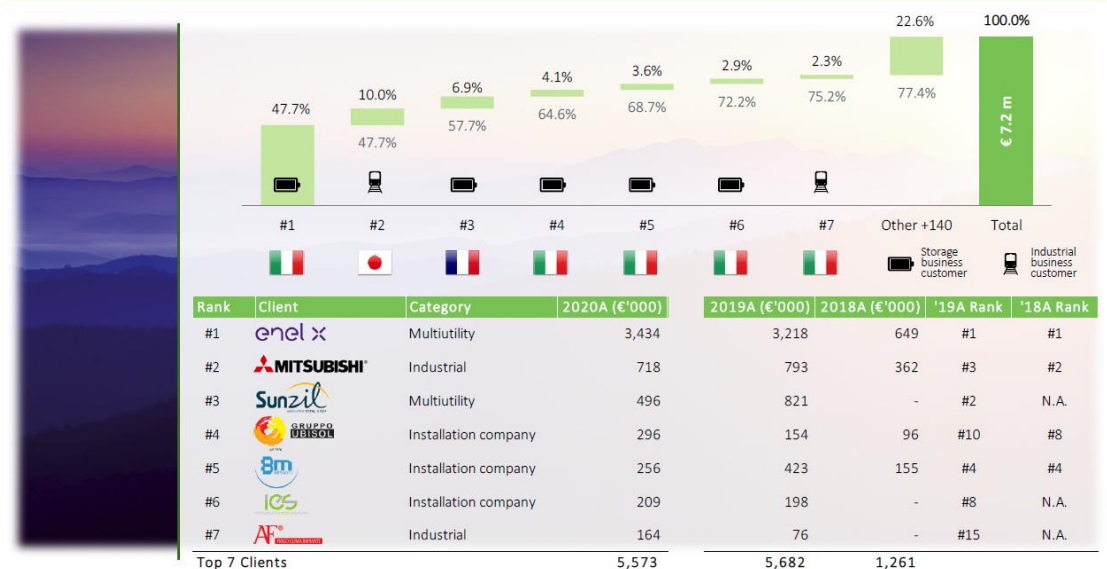 22.6% 100.0%
47.7% 10.0% 6.9% 4.1% 3.6% 2.9% 2.3%
47.7% 57.7% 64.6% 68.7% 72.2% 75.2% 77.4%
€ 7.2 m
#1 #2 #3 #4 #5 #6 #7 Other +140 Total
Storage business customer
Industrial business customer
Rank Client Category 2020A (€'000) 2019A (€'000) 2018A (€'000) '19A Rank '18A Rank
#1 enel x Multiutility 3,434 3,218 649 #1 #1
#2 MITSUBISHI Industrial 718 793 362 #3 #2
#3 Sunzil Multiutility 496 821 - #2 N.A.
#4 GRUPPO UBISOL Installation company 296 154 96 #10 #8
#5 8m Installation company 256 423 155 #4 #4
#6 ICS Installation company 209 198 - #8 N.A.
#7 AF® Industrial 164 76 - #15 N.A.
Top 7 Clients 5,573 5,682 1,261